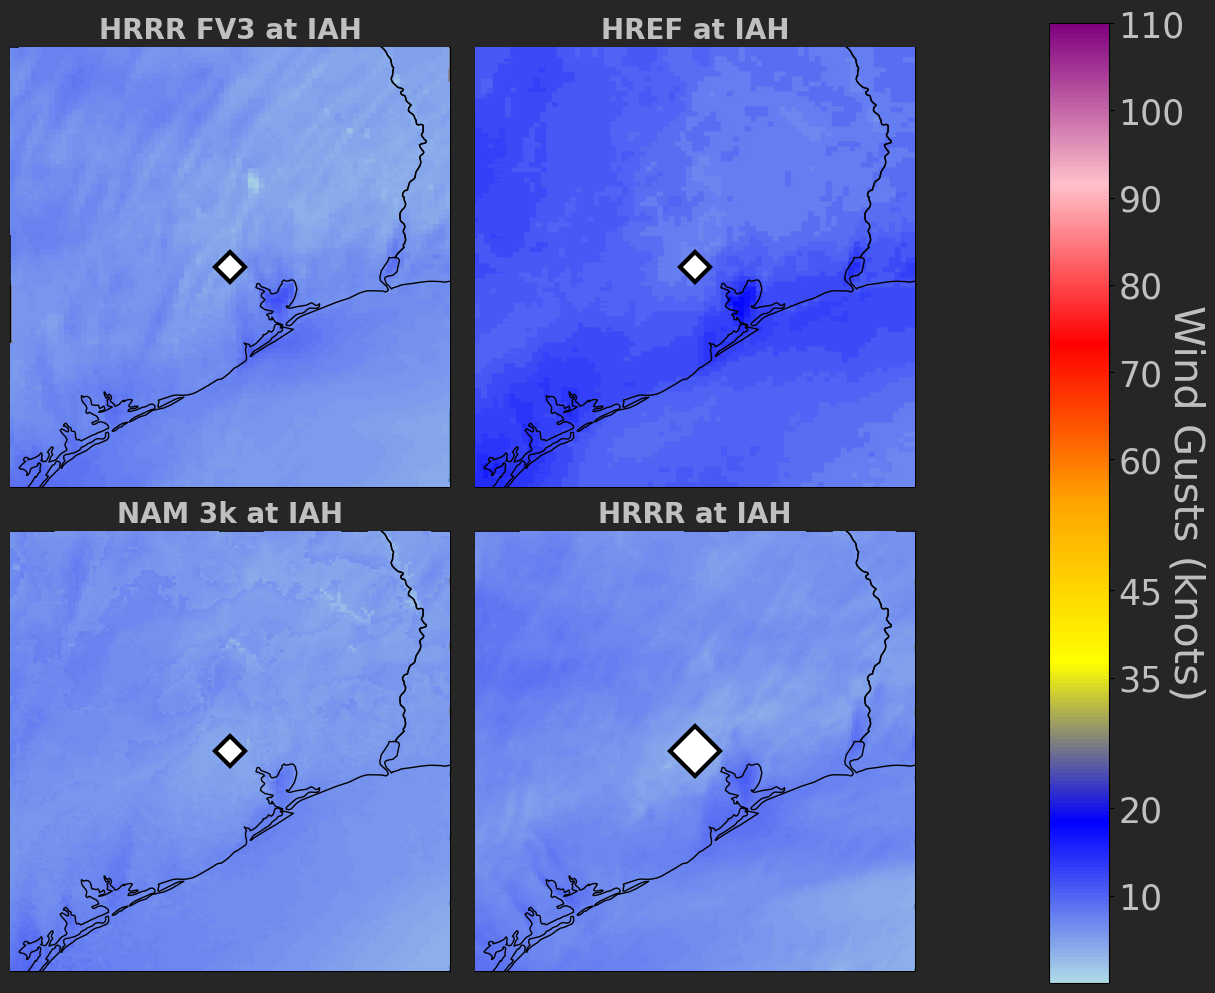 HRRR FV3 at IAH
HREF at IAH
NAM 3k at IAH
HRRR at IAH
110
100
90
80
70
60
45
35
20
10
Wind Gusts (knots)